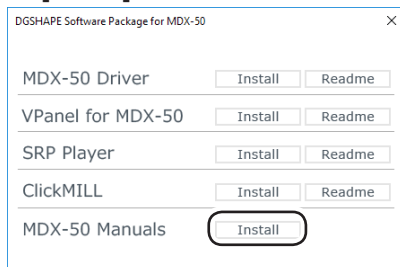 DGSHAPE Software Package for MDX-50
MDX-50 Driver Install Readme
VPanel for MDX-50 Install Readme
SRP Player Install Readme
ClickMILL Install Readme
MDX-50 Manuals Install